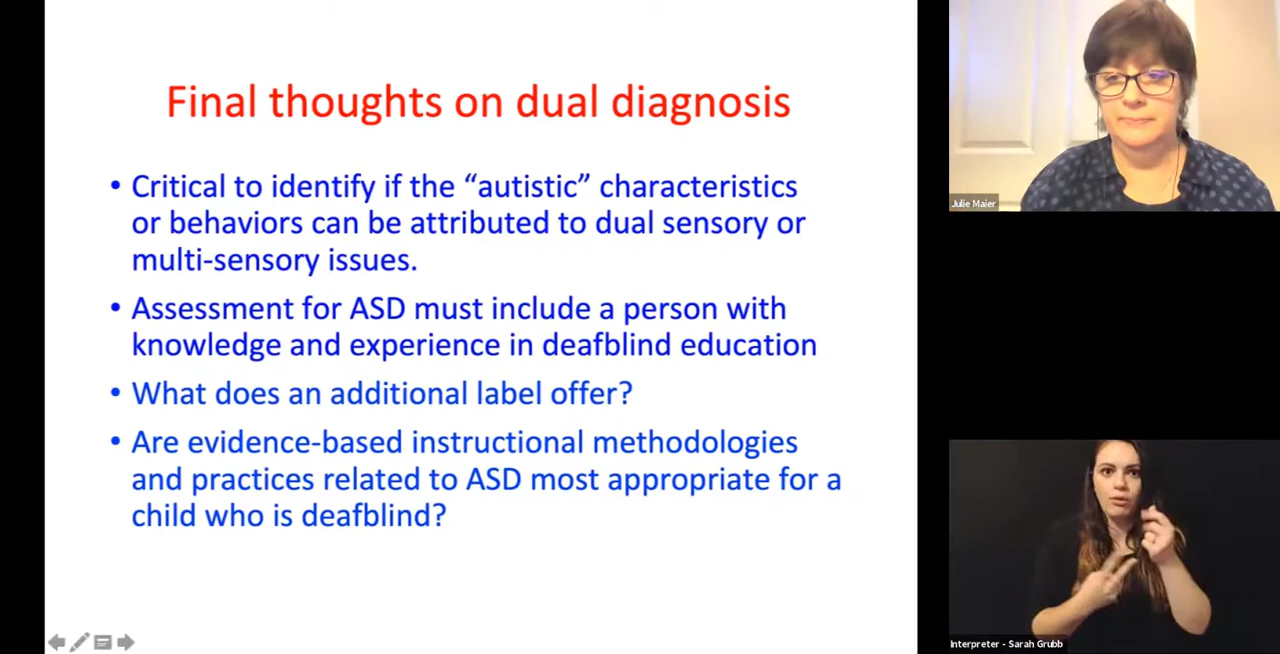 Final thoughts on dual diagnosis
• Critical to identify if the “autistic” characteristics
or behaviors can be attributed to dual sensory or
multi-sensory issues.
• Assessment for ASD must include a person with
knowledge and experience in deafblind education
• What does an additional label offer?
• Are evidence-based instructional methodologies
and practices related to ASD most appropriate for a
child who is deafblind?
Julie Maier
Interpreter - Sarah Grubb